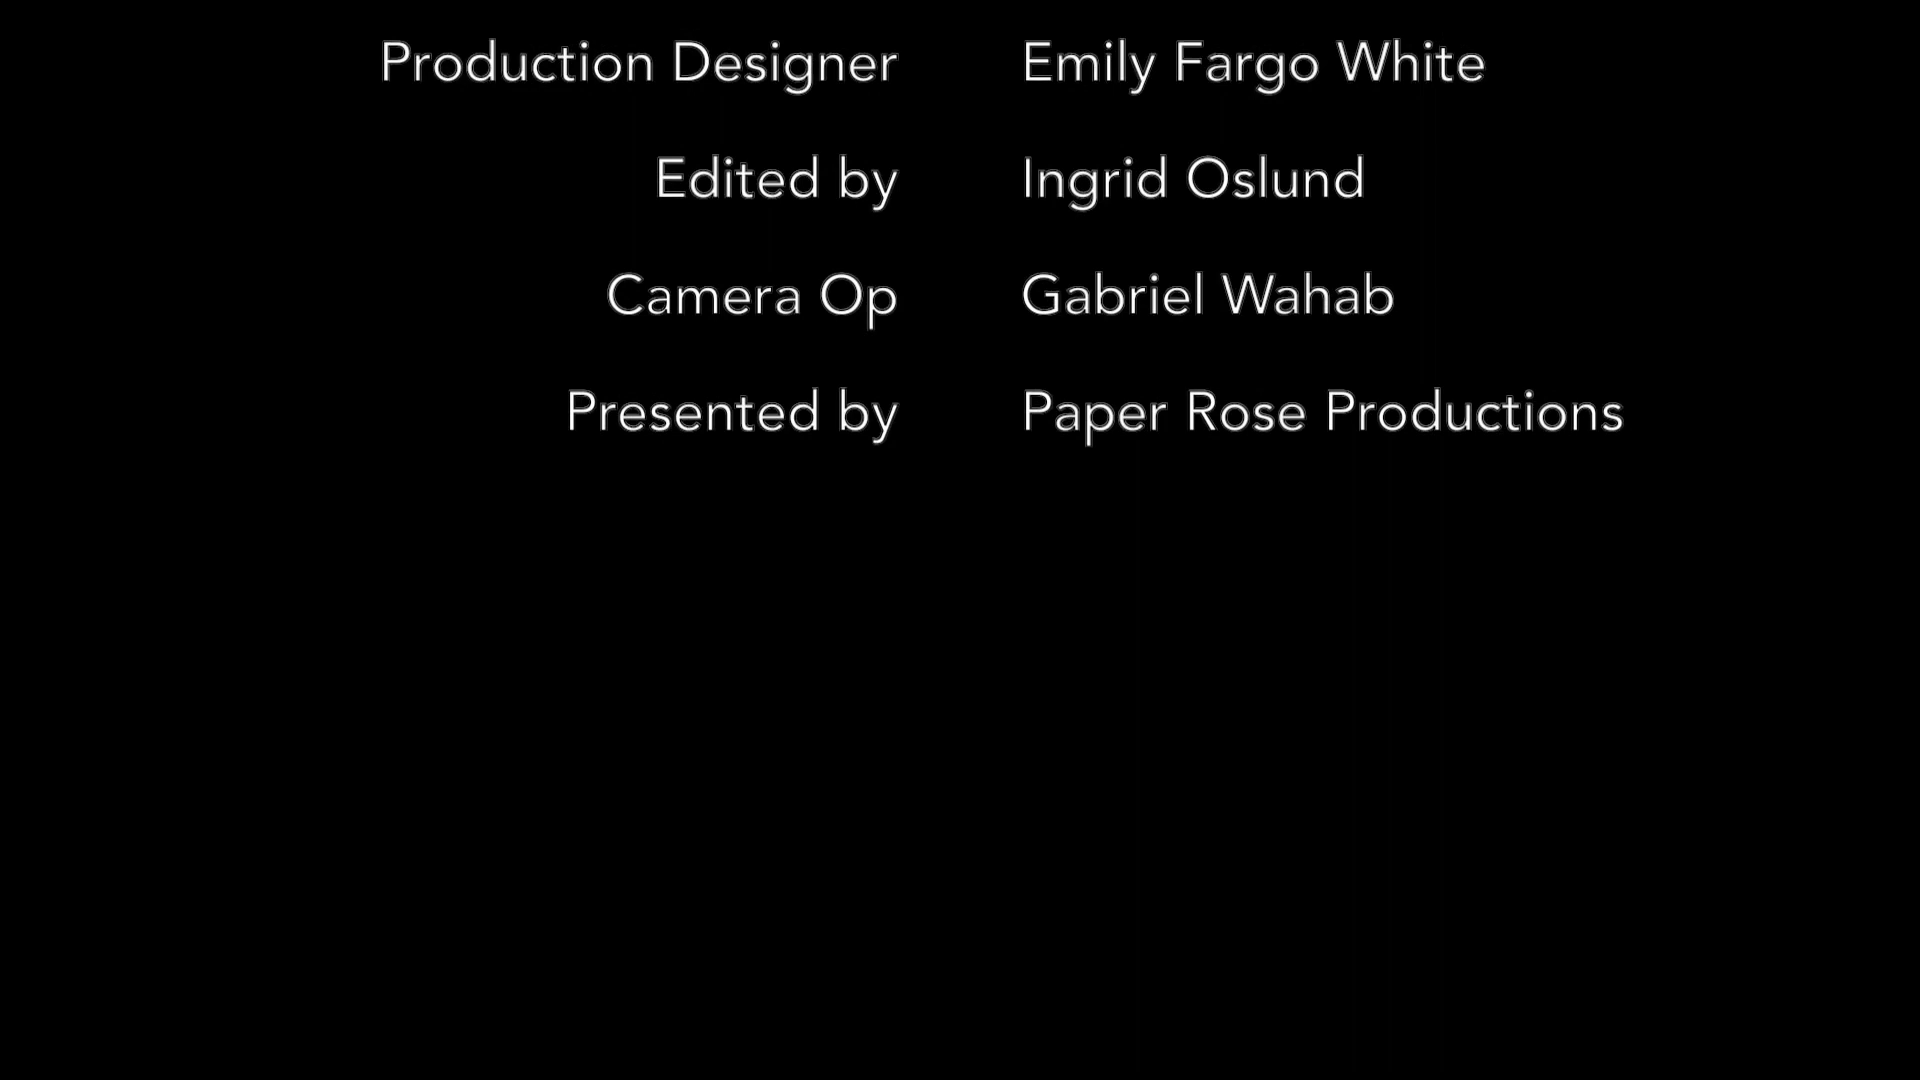 Production Designer Emily Fargo White
Edited by Ingrid Oslund
Camera Op Gabriel Wahab
Presented by Paper Rose Productions